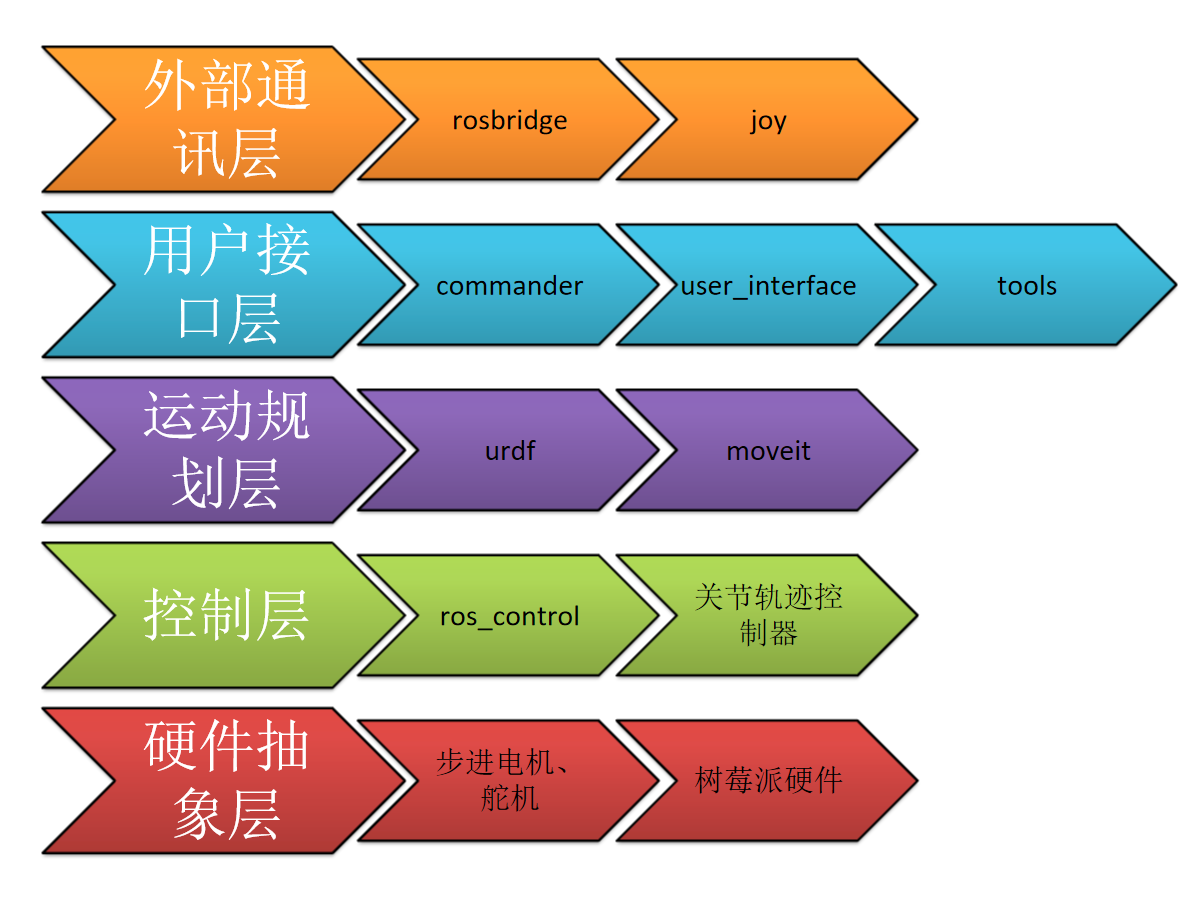 外部通
讯层
rosbridge
joy
用户接
口层
commander
user_interface
tools
运动规
划层
urdf
moveit
控制层
ros_control
关节轨迹控
制器
硬件抽
象层
步进电机、
舵机
树莓派硬件